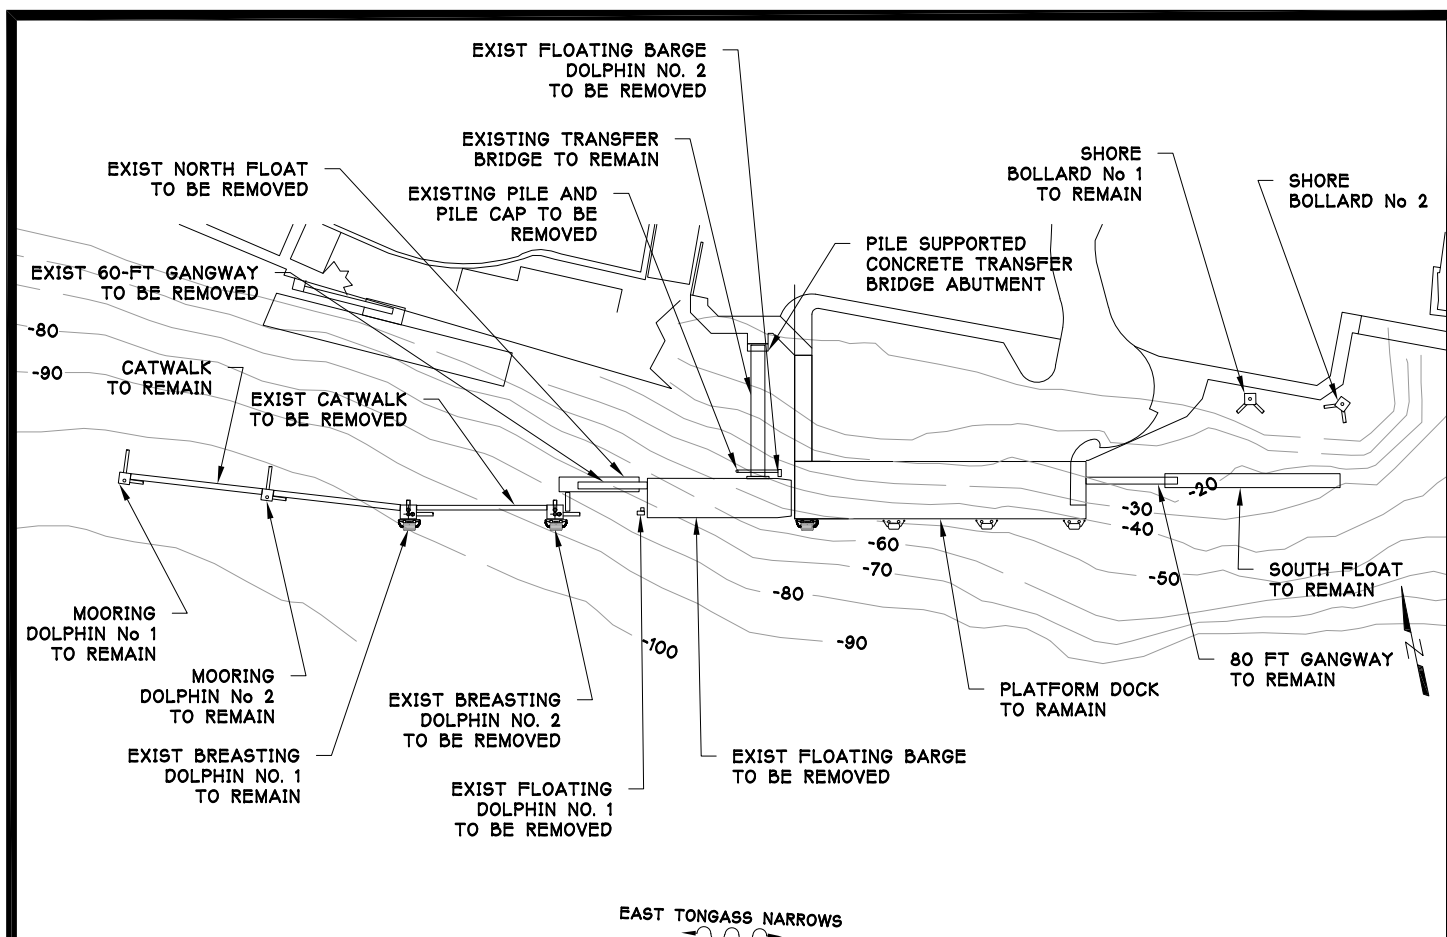 EXIST FLOATING BARGE
DOLPHIN NO. 2
TO BE REMOVED
EXISTING TRANSFER
BRIDGE TO REMAIN
EXIST NORTH FLOAT
TO BE REMOVED
EXISTING PILE AND
PILE CAP TO BE
REMOVED
SHORE
BOLLARD No 1
TO REMAIN
SHORE
BOLLARD No 2
PILE SUPPORTED
CONCRETE TRANSFER
BRIDGE ABUTMENT
EXIST 60-FT GANGWAY
TO BE REMOVED
-80
-90
CATWALK
TO REMAIN
EXIST CATWALK
TO BE REMOVED
-20
-30
-40
-60
-70
-50
-80
-90
-100
SOUTH FLOAT
TO REMAIN
MOORING
DOLPHIN No 1
TO REMAIN
MOORING
DOLPHIN No 2
TO REMAIN
EXIST BREASTING
DOLPHIN NO. 2
TO BE REMOVED
80 FT GANGWAY
TO REMAIN
PLATFORM DOCK
TO RAMAIN
EXIST BREASTING
DOLPHIN NO. 1
TO REMAIN
EXIST FLOATING
DOLPHIN NO. 1
TO BE REMOVED
EXIST FLOATING BARGE
TO BE REMOVED
N
EAST TONGASS NARROWS